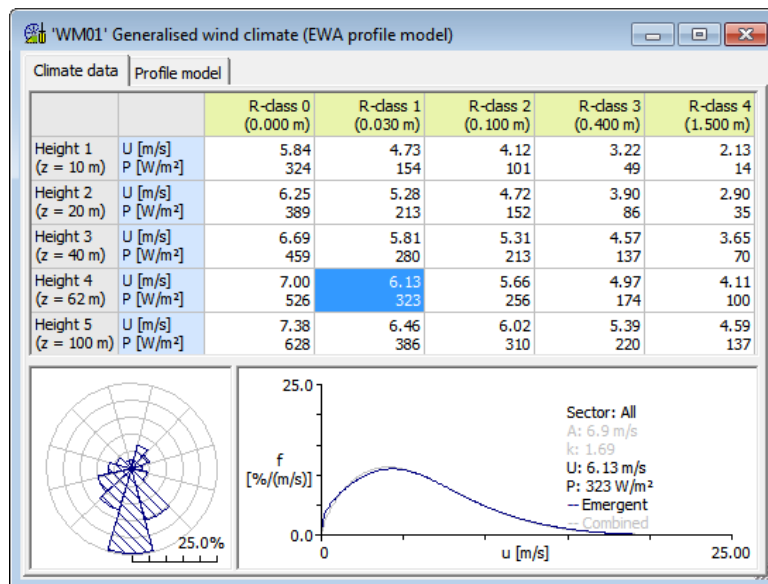 'WM01' Generalised wind climate (EWA profile model)
Climate data Profile model
R-class 0 R-class 1 R-class 2 R-class 3 R-class 4
(0.000 m) (0.030 m) (0.100 m) (0.400 m) (1.500 m)
Height 1 U [m/s] 5.84 4.73 4.12 3.22 2.13
(z = 10 m) P [W/m²] 324 154 101 49 14
Height 2 U [m/s] 6.25 5.28 4.72 3.90 2.90
(z = 20 m) P [W/m²] 389 213 152 86 35
Height 3 U [m/s] 6.69 5.81 5.31 4.57 3.65
(z = 40 m) P [W/m²] 459 280 213 137 70
Height 4 U [m/s] 7.00 6.13 5.66 4.97 4.11
(z = 62 m) P [W/m²] 526 323 256 174 100
Height 5 U [m/s] 7.38 6.46 6.02 5.39 4.59
(z = 100 m) P [W/m²] 628 386 310 220 137
25.0%
25.0
f
[%/(m/s)]
0.0
0 u [m/s] 25.00
Sector: All
A: 6.9 m/s
k: 1.69
U: 6.13 m/s
P: 323 W/m²
-- Emergent
-- Combined